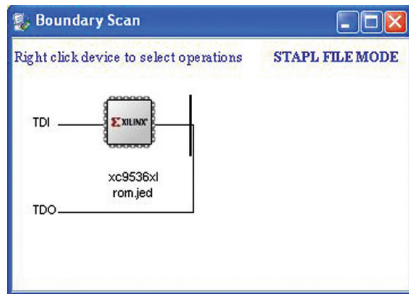 Boundary Scan
Right click device to select operations STAPL FILE MODE
TDI
XILINX
xc9536xl
rom.jed
TDO